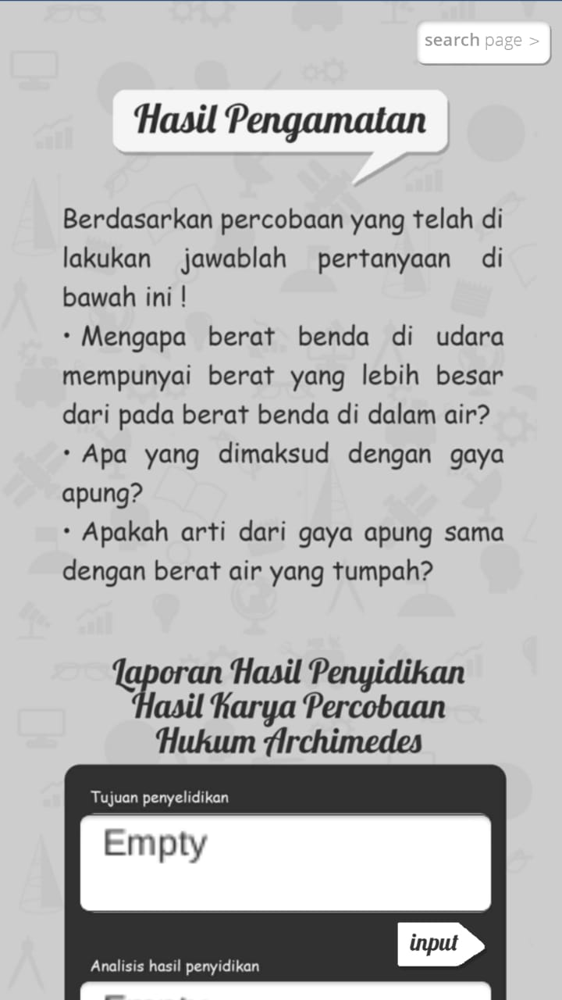 search page >
Hasil Pengamatan
Berdasarkan percobaan yang telah di
lakukan jawablah pertanyaan di
bawah ini !
• Mengapa berat benda di udara
mempunyai berat yang lebih besar
dari pada berat benda di dalam air?
• Apa yang dimaksud dengan gaya
apung?
• Apakah arti dari gaya apung sama
dengan berat air yang tumpah?
Laporan Hasil Penyidikan
Hasil Karya Percobaan
Hukum Archimedes
Tujuan penyelidikan
Empty
input
Analisis hasil penyidikan